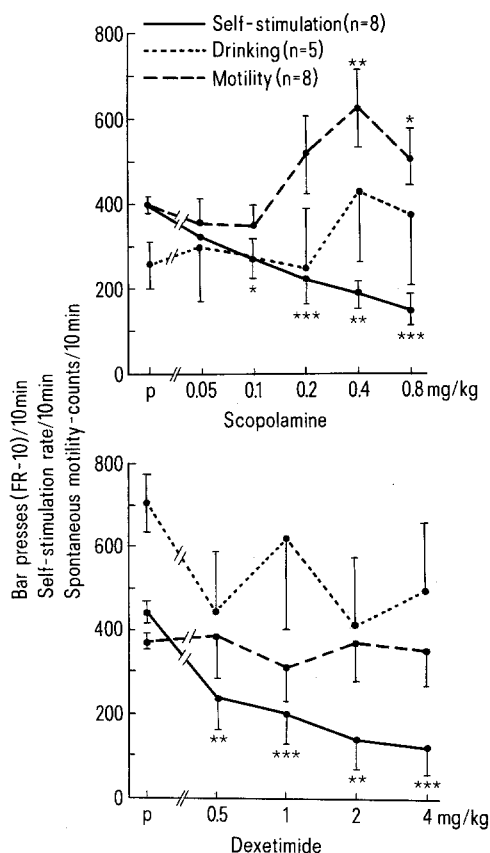 Self-stimulation (n=8)
Drinking (n=5)
Motility (n=8)
800
600
400
200
0
**
*
*
***
**
***
p 0.05 0.1 0.2 0.4 0.8 mg/kg
Scopolamine
Bar presses (FR-10)/10min
Self-stimulation rate/10min
Spontaneous motility-counts/10min
800
600
400
200
0
**
***
**
***
p 0.5 1 2 4 mg/kg
Dexetimide